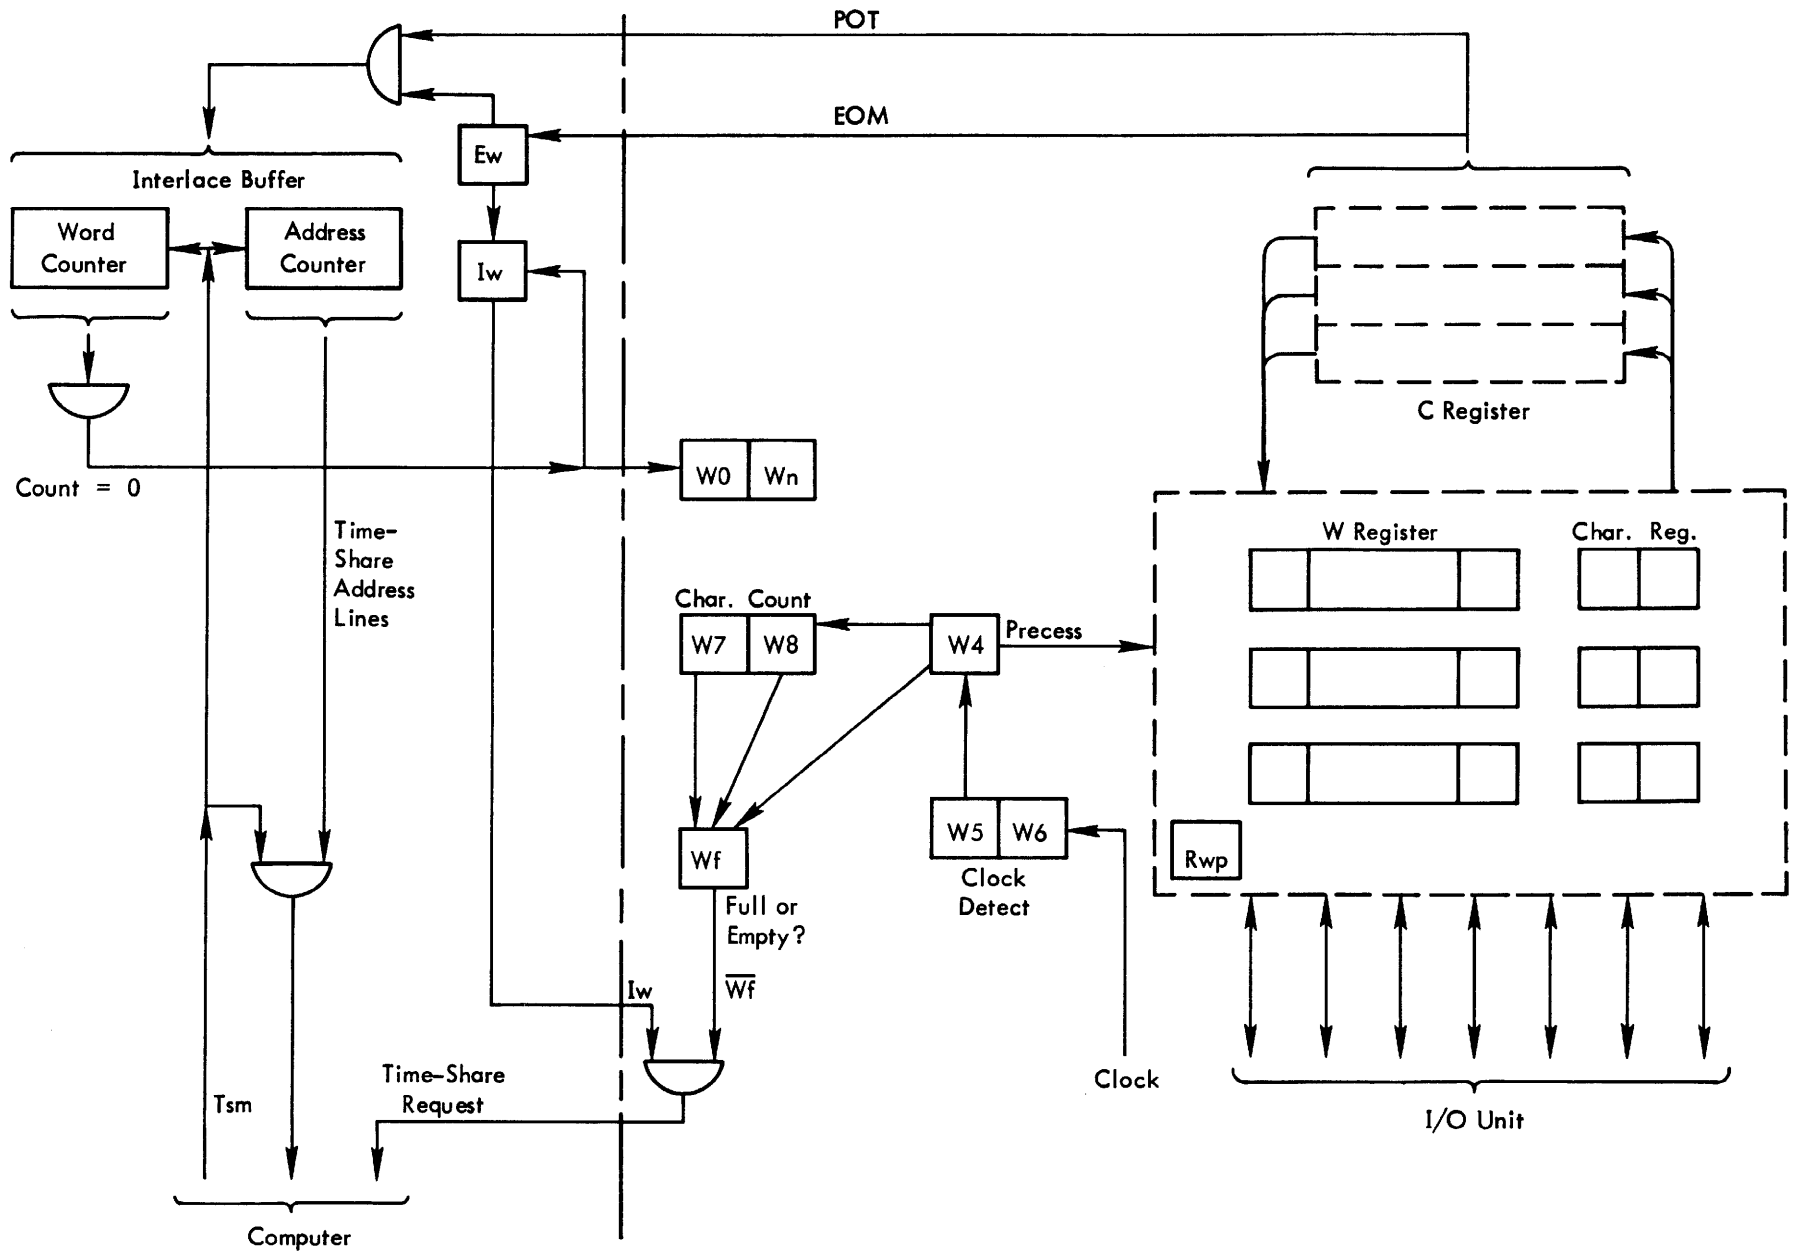 POT
EOM
Ew
Interlace Buffer
Word
Counter
Address
Counter
Iw
C Register
W0 Wn
Count = 0
Time-
Share
Address
Lines
W Register
Char. Reg.
Char. Count
W7 W8
W4
Precess
Wf
W5 W6
Rwp
Clock
Detect
Full or
Empty?
Iw
W̅f̅
Clock
Time-Share
Request
Tsm
I/O Unit
Computer